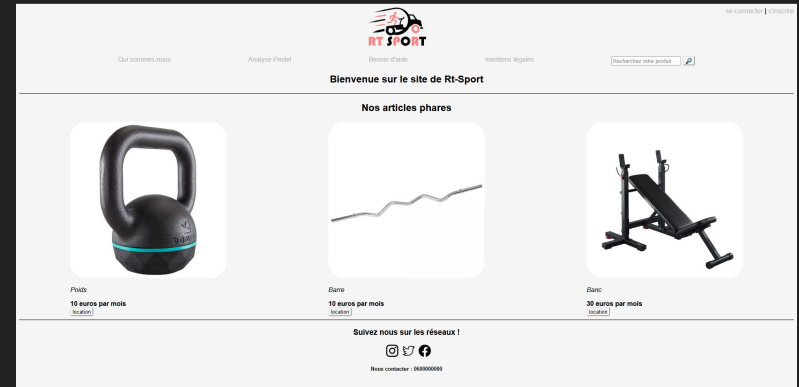 se connecter | s'inscrire
RT SPORT
Qui sommes-nous Analyse Pestel Besoin d'aide mentions légales Recherchez votre produit
Bienvenue sur le site de Rt-Sport
Nos articles phares
Poids Barre Banc
10 euros par mois 10 euros par mois 30 euros par mois
location location location
Suivez nous sur les réseaux !
Nous contacter : 0600000000